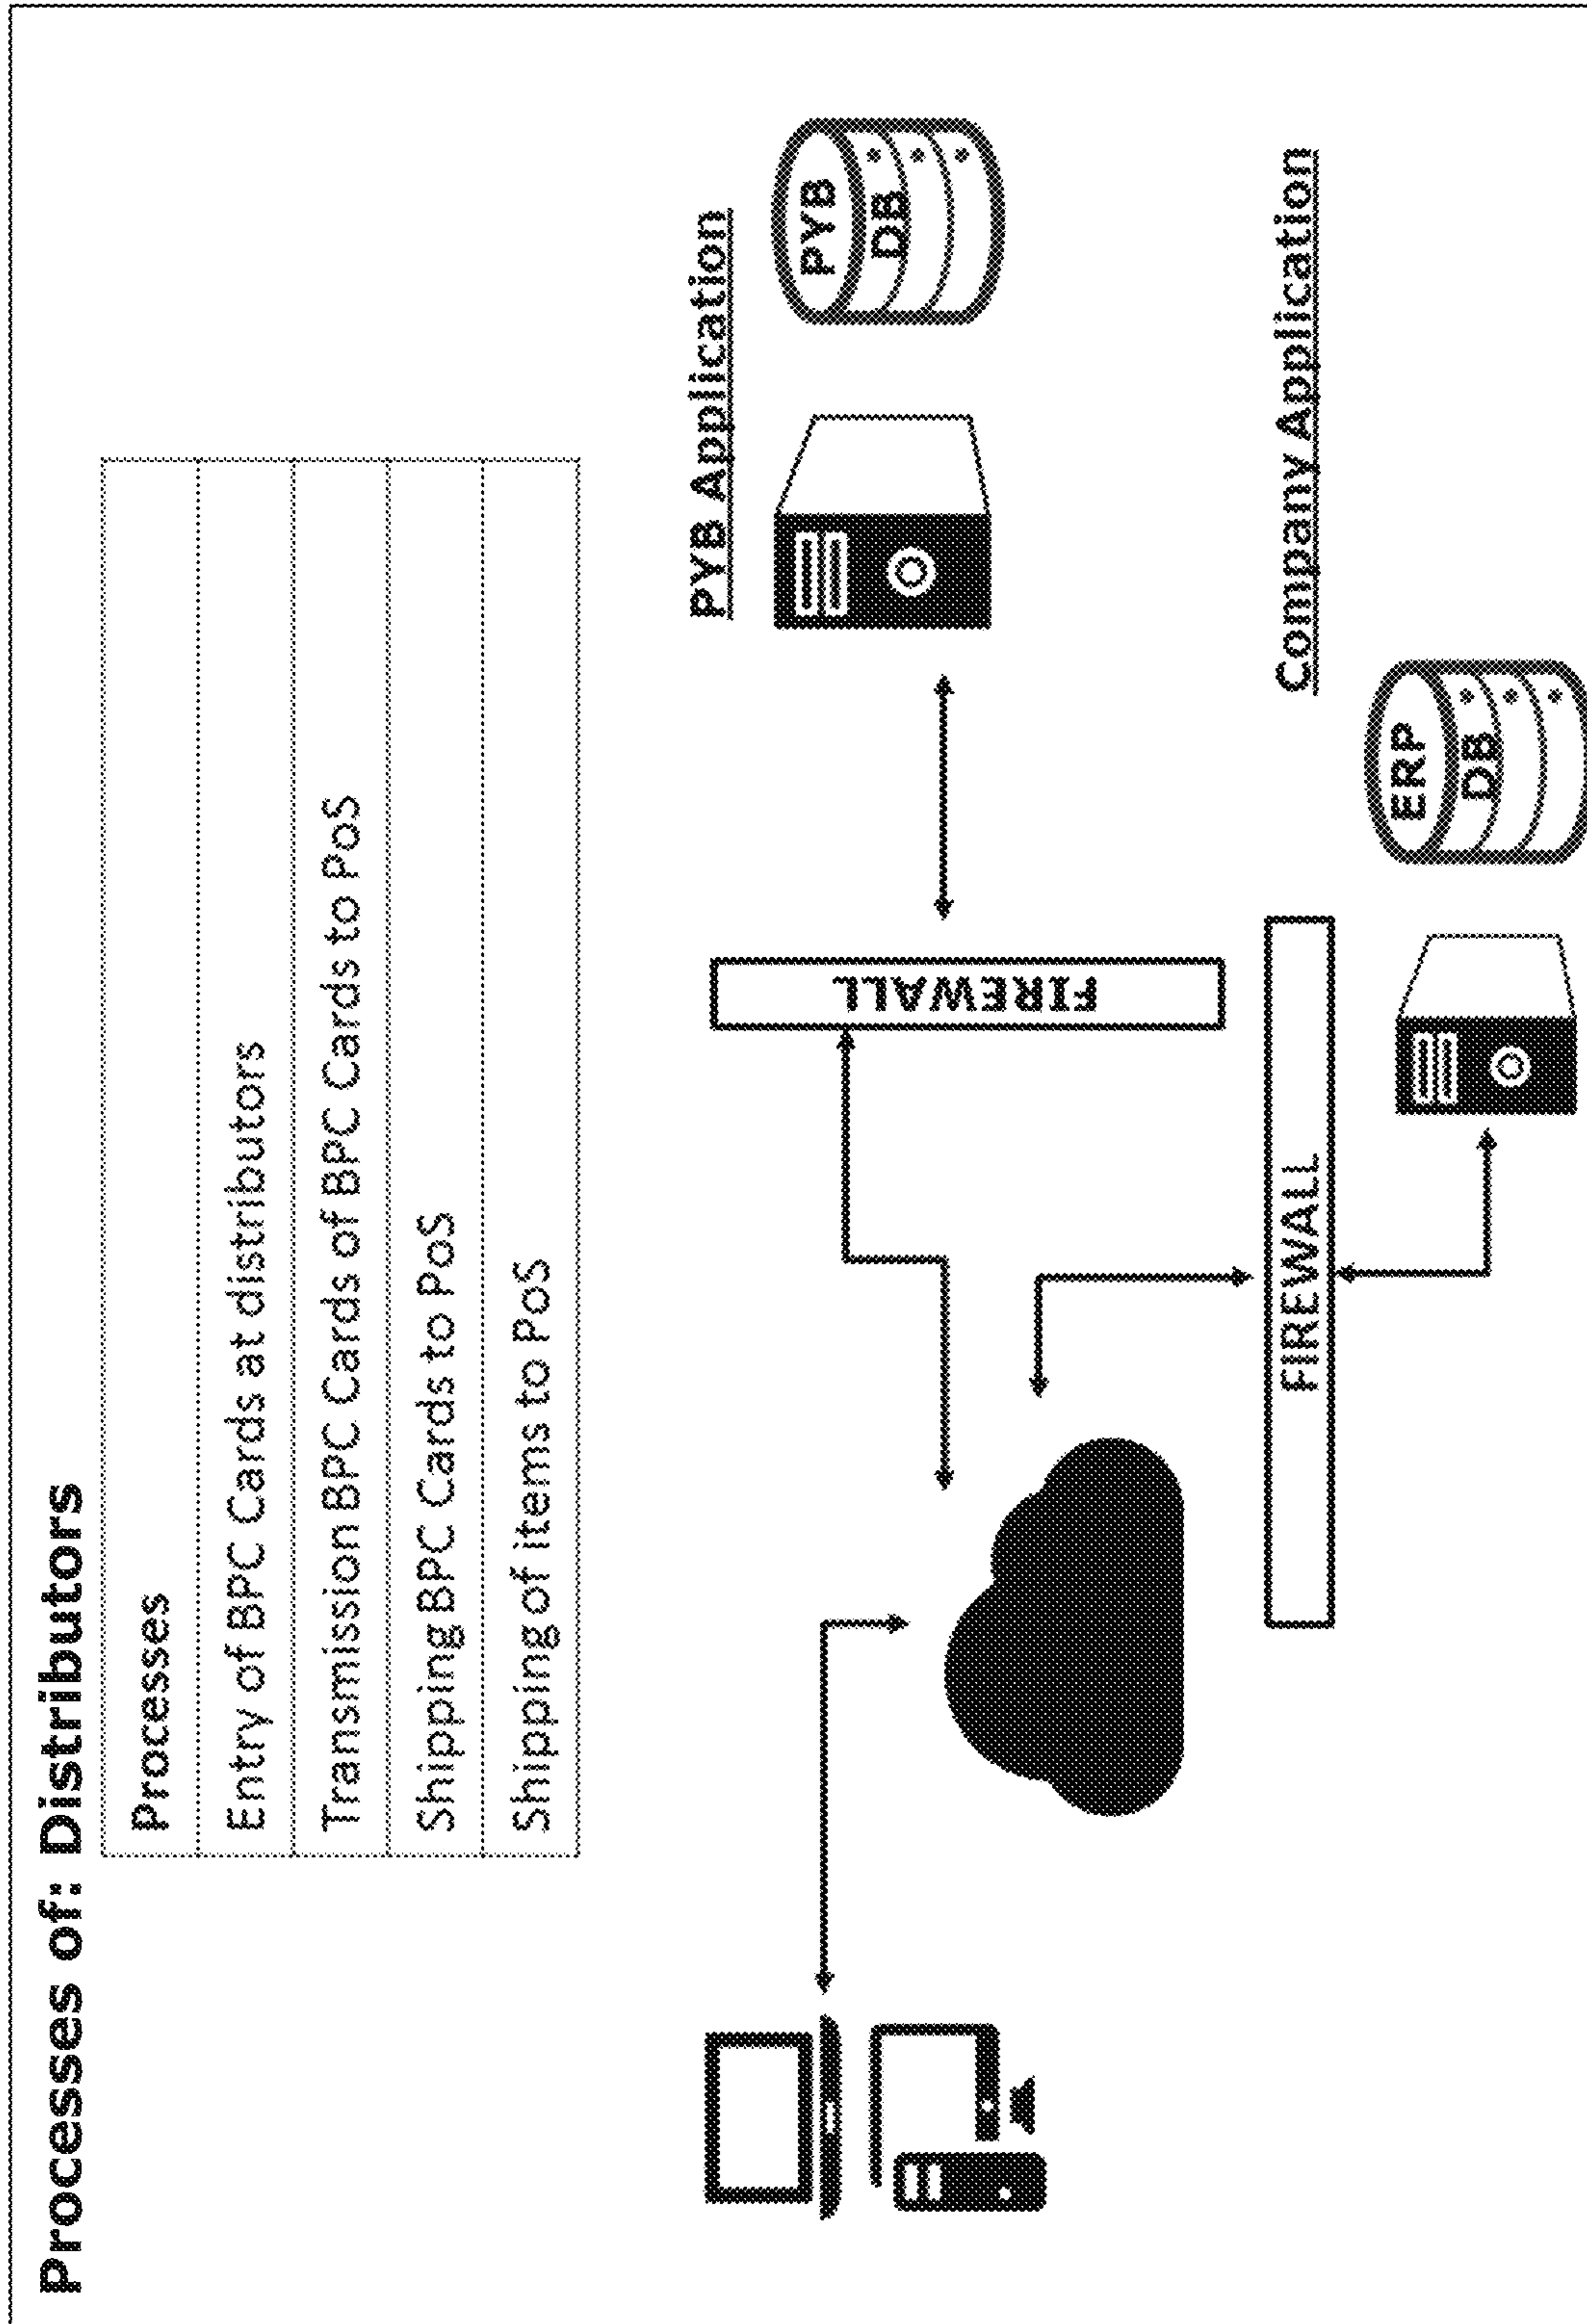 Processes of: Distributors
Processes
Entry of BPC Cards at distributors
Transmission BPC Cards of BPC Cards to PoS
Shipping BPC Cards to PoS
Shipping of items to PoS
PYB Application
PYB
DB
FIREWALL
FIREWALL
Company Application
ERP
DB